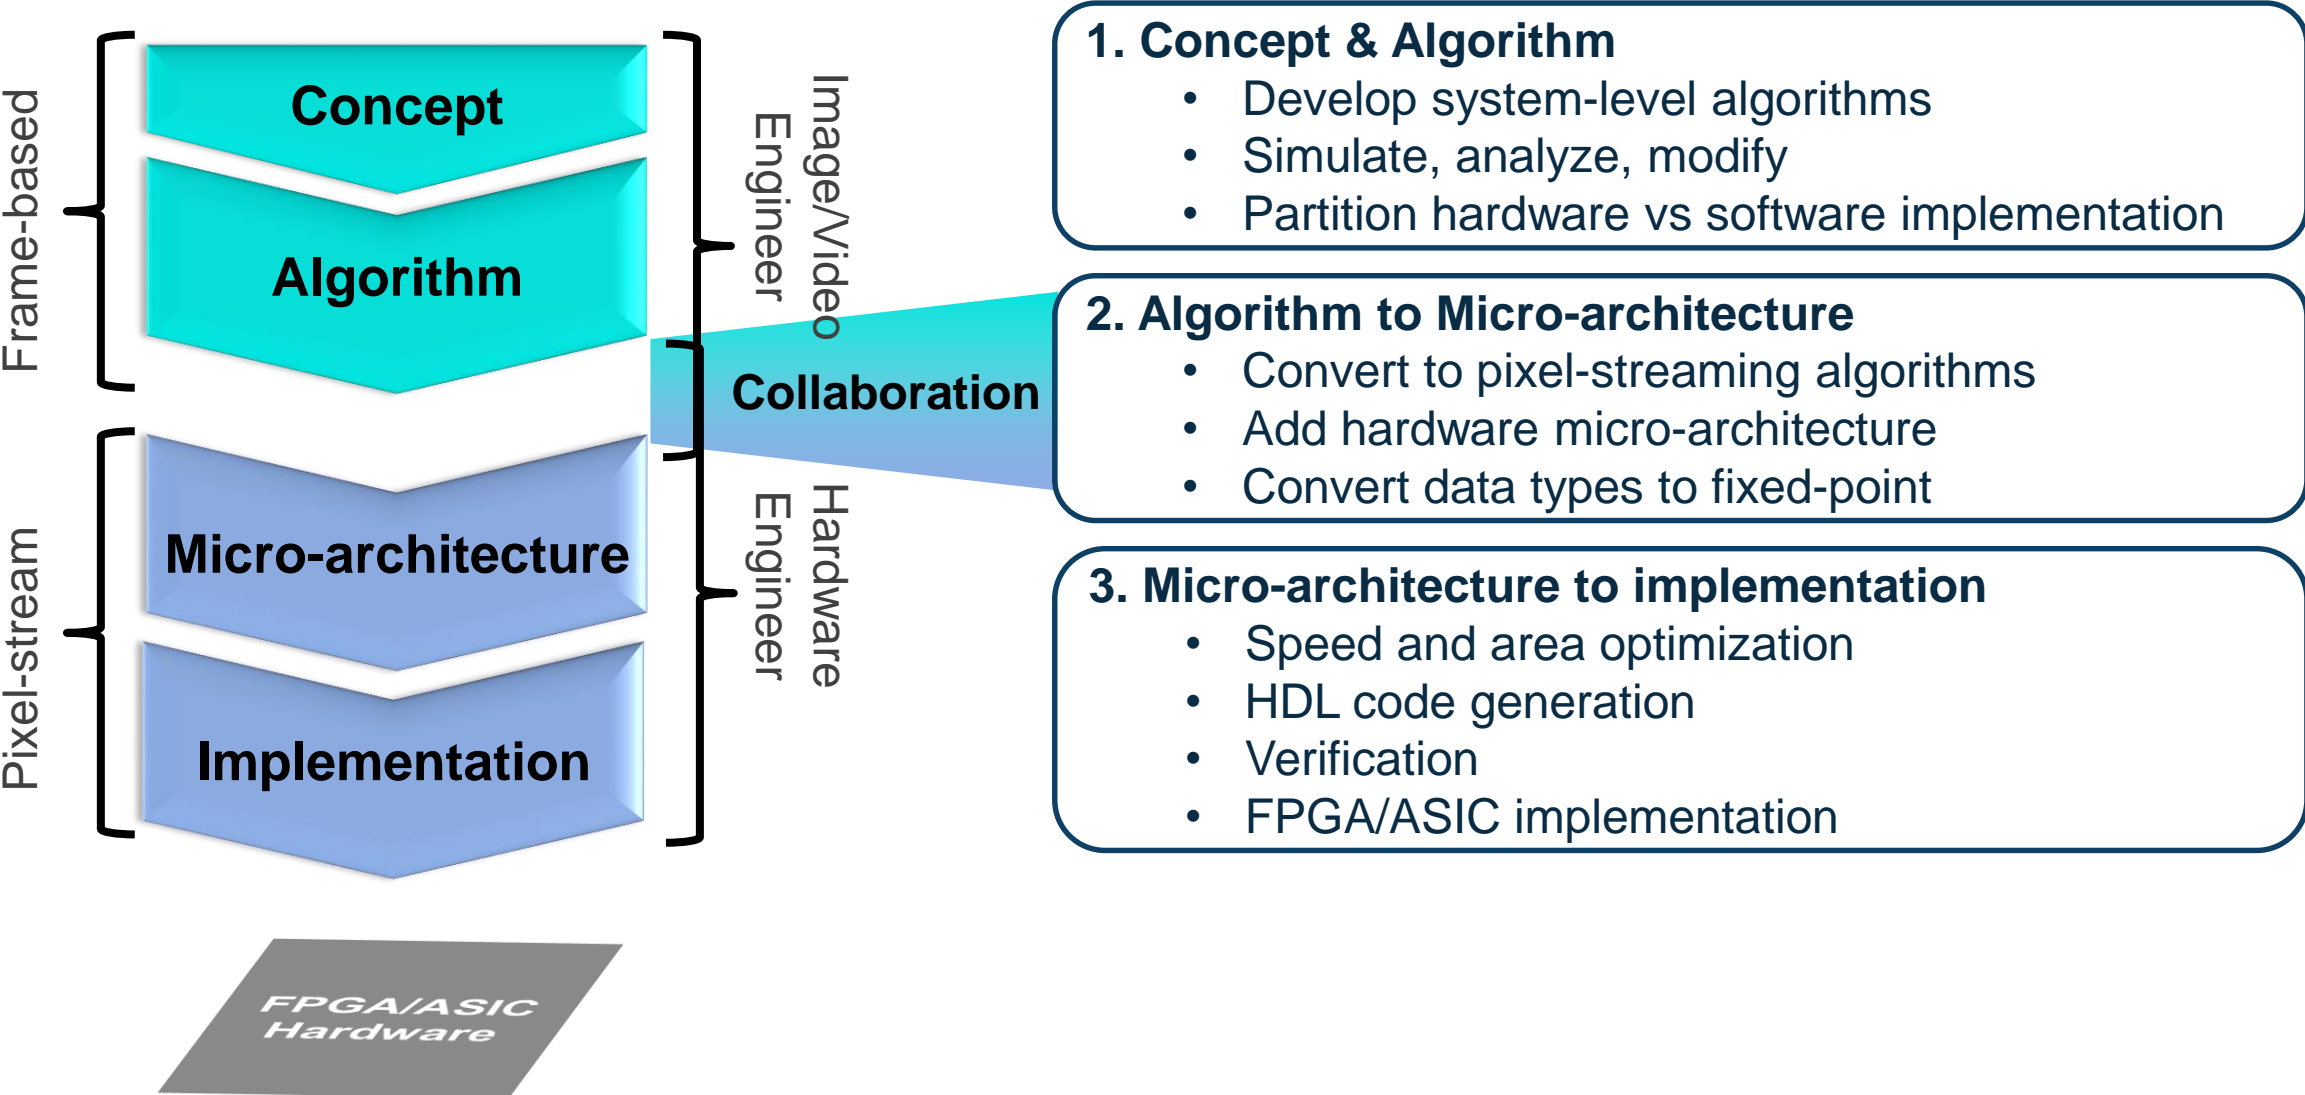 Frame-based
Concept
Algorithm
Image/Video
Engineer
Collaboration
Pixel-stream
Micro-architecture
Implementation
Hardware
Engineer
FPGA/ASIC
Hardware
1. Concept & Algorithm
• Develop system-level algorithms
• Simulate, analyze, modify
• Partition hardware vs software implementation
2. Algorithm to Micro-architecture
• Convert to pixel-streaming algorithms
• Add hardware micro-architecture
• Convert data types to fixed-point
3. Micro-architecture to implementation
• Speed and area optimization
• HDL code generation
• Verification
• FPGA/ASIC implementation